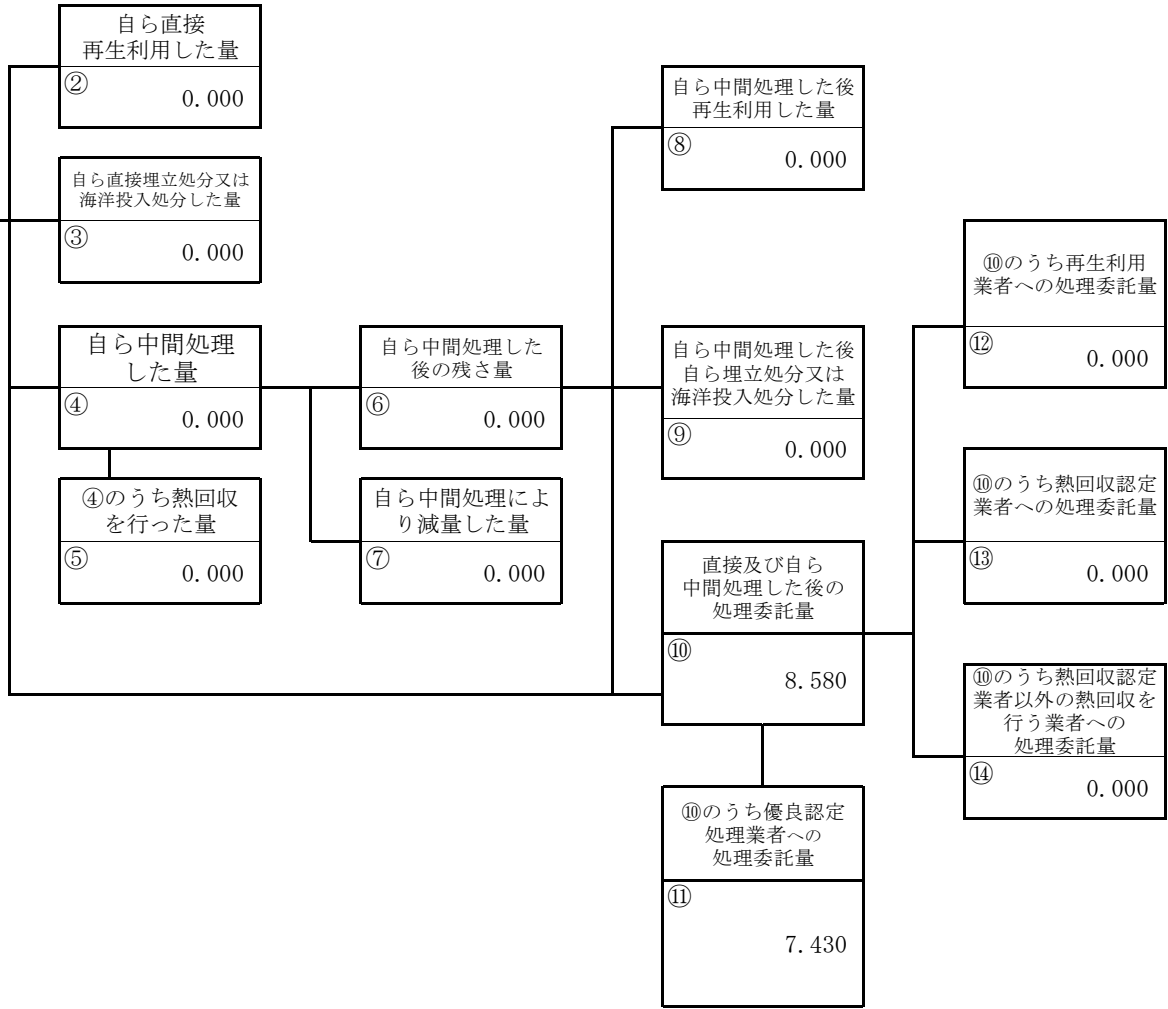 自ら直接
再生利用した量
②
0.000
自ら直接埋立処分又は
海洋投入処分した量
③
0.000
自ら中間処理
した量
④
0.000
④のうち熱回収
を行った量
⑤
0.000
自ら中間処理した
後の残さ量
⑥
0.000
自ら中間処理によ
り減量した量
⑦
0.000
自ら中間処理した後
再生利用した量
⑧
0.000
自ら中間処理した後
自ら埋立処分又は
海洋投入処分した量
⑨
0.000
直接及び自ら
中間処理した後の
処理委託量
⑩
8.580
⑩のうち優良認定
処理業者への
処理委託量
⑪
7.430
⑩のうち再生利用
業者への処理委託量
⑫
0.000
⑩のうち熱回収認定
業者への処理委託量
⑬
0.000
⑩のうち熱回収認定
業者以外の熱回収を
行う業者への
処理委託量
⑭
0.000